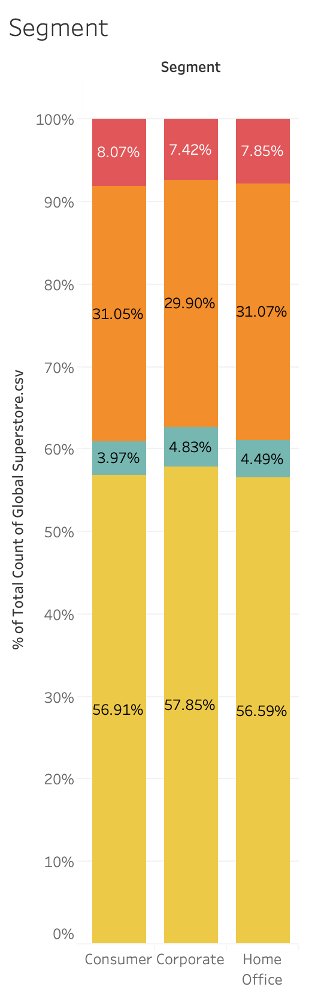 Segment
Segment
100%
90%
80%
70%
60%
50%
40%
30%
20%
10%
0%
% of Total Count of Global Superstore.csv
8.07% 7.42% 7.85%
31.05% 29.90% 31.07%
3.97% 4.83% 4.49%
56.91% 57.85% 56.59%
Consumer Corporate Home
Office